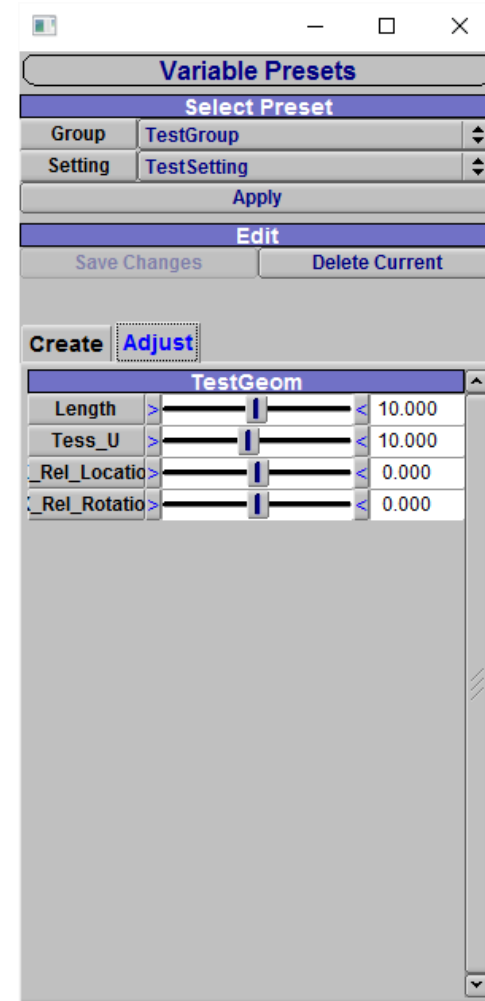 Variable Presets
Select Preset
Group TestGroup
Setting TestSetting
Apply
Edit
Save Changes Delete Current
Create Adjust
TestGeom
Length > < 10.000
Tess_U > < 10.000
_Rel_Locatio > < 0.000
_Rel_Rotatio > < 0.000